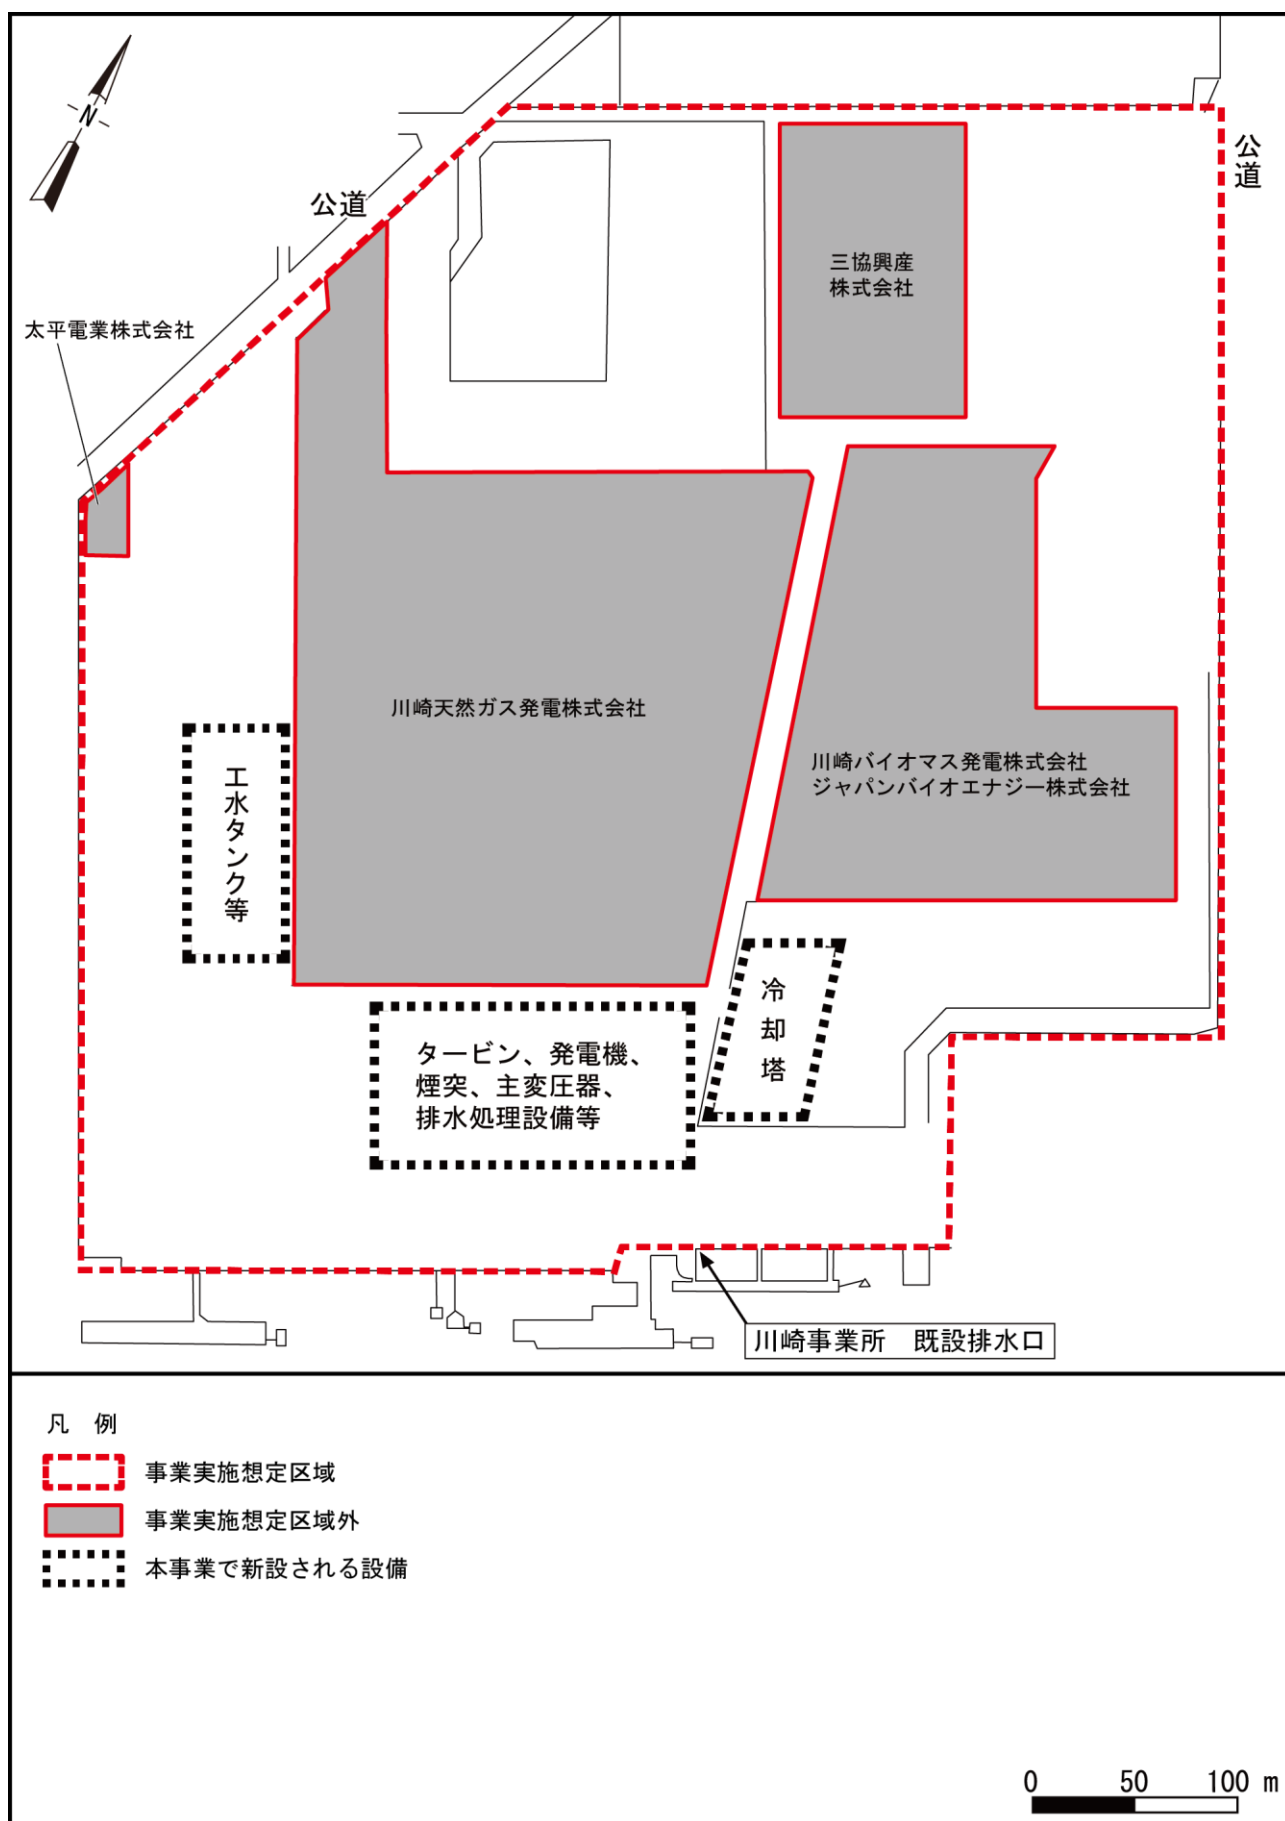 N
公道
公道
三協興産
株式会社
太平電業株式会社
川崎天然ガス発電株式会社
川崎バイオマス発電株式会社
ジャパンバイオエナジー株式会社
工水タンク等
冷却塔
タービン、発電機、
煙突、主変圧器、
排水処理設備等
川崎事業所　既設排水口
凡　例
事業実施想定区域
事業実施想定区域外
本事業で新設される設備
0 50 100 m